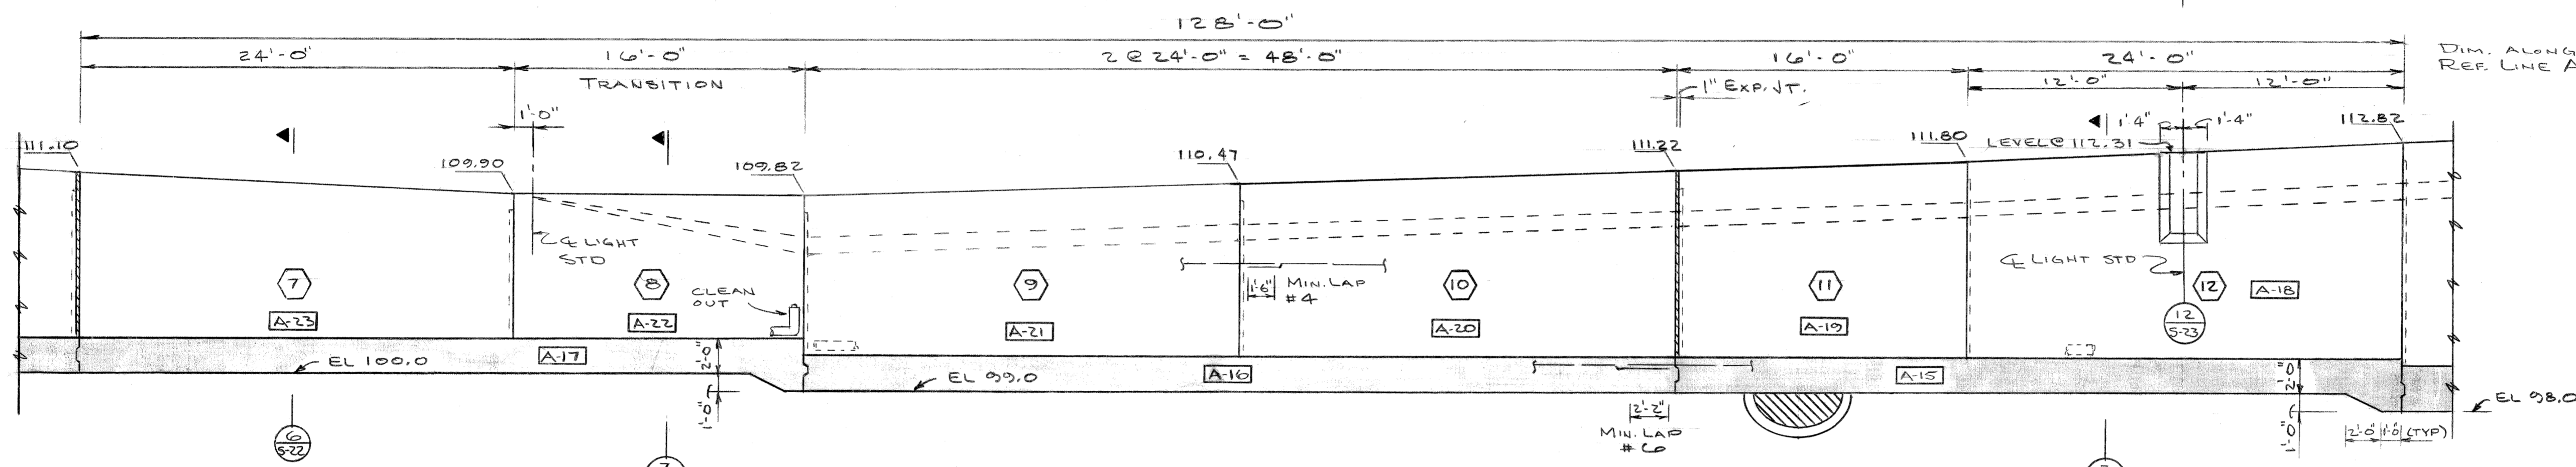 128'-0"
24'-0"
16'-0"
2 @ 24'-0" = 48'-0"
16'-0"
24'-0"
DIM. ALONG
REF. LINE A
TRANSITION
1" EXP. JT.
12'-0"
12'-0"
1'-0"
1'-4"
1'-4"
111.10
109.90
109.82
110.47
111.22
111.80
LEVEL @ 112.31
112.82
℄ LIGHT
STD
℄ LIGHT STD
7
8
CLEAN
OUT
9
1'-6"
MIN. LAP
#4
10
11
12
A-18
A-23
A-22
A-21
A-20
A-19
12
S-23
EL 100.0
A-17
2'-0"
1'-0"
EL 99.0
A-16
A-15
2'-0"
1'-0"
EL 98.0
2'-2"
MIN. LAP
#6
2'-0"
1'-0"
(TYP)
6
S-22
7